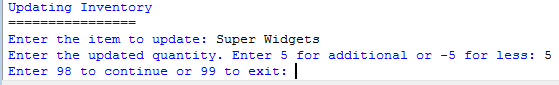 Updating Inventory
================
Enter the item to update: Super Widgets
Enter the updated quantity. Enter 5 for additional or -5 for less: 5
Enter 98 to continue or 99 to exit: